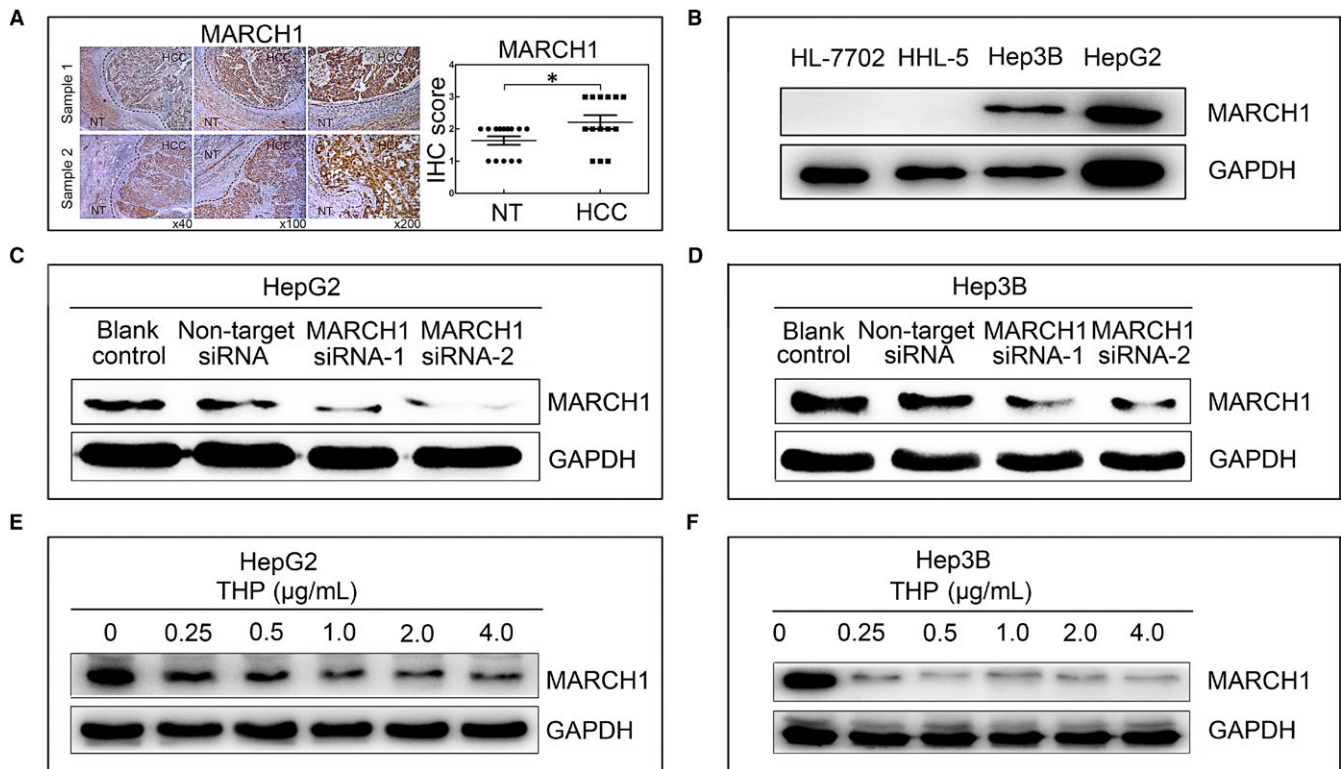 A
MARCH1
Sample 1
HCC
HCC
HCC
NT
NT
Sample 2
HCC
NT
HCC
HCC
NT
NT
x40
x100
x200
MARCH1
*
IHC score
4
3
2
1
0
NT HCC
B
HL-7702 HHL-5 Hep3B HepG2
MARCH1
GAPDH
C
HepG2
Blank Non-target MARCH1 MARCH1
control siRNA siRNA-1 siRNA-2
MARCH1
GAPDH
D
Hep3B
Blank Non-target MARCH1 MARCH1
control siRNA siRNA-1 siRNA-2
MARCH1
GAPDH
E
HepG2
THP (µg/mL)
0 0.25 0.5 1.0 2.0 4.0
MARCH1
GAPDH
F
Hep3B
THP (µg/mL)
0 0.25 0.5 1.0 2.0 4.0
MARCH1
GAPDH